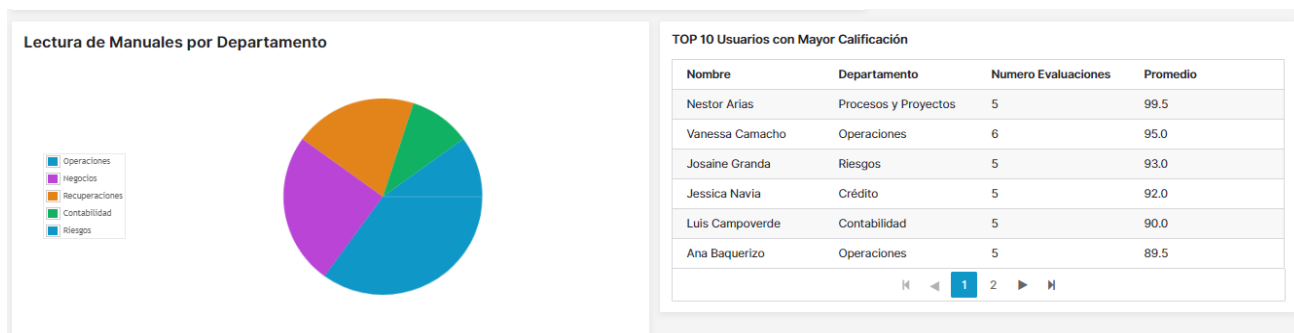 Lectura de Manuales por Departamento
Operaciones
Negocios
Recuperaciones
Contabilidad
Riesgos
TOP 10 Usuarios con Mayor Calificación
Nombre Departamento Numero Evaluaciones Promedio
Nestor Arias Procesos y Proyectos 5 99.5
Vanessa Camacho Operaciones 6 95.0
Josaine Granda Riesgos 5 93.0
Jessica Navia Crédito 5 92.0
Luis Campoverde Contabilidad 5 90.0
Ana Baquerizo Operaciones 5 89.5
1 2